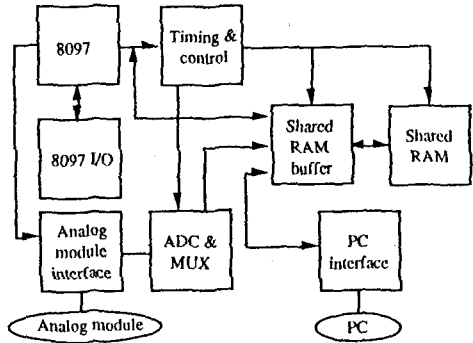 8097
Timing &
control
8097 I/O
Shared
RAM
buffer
Shared
RAM
Analog
module
interface
ADC &
MUX
PC
interface
Analog module
PC